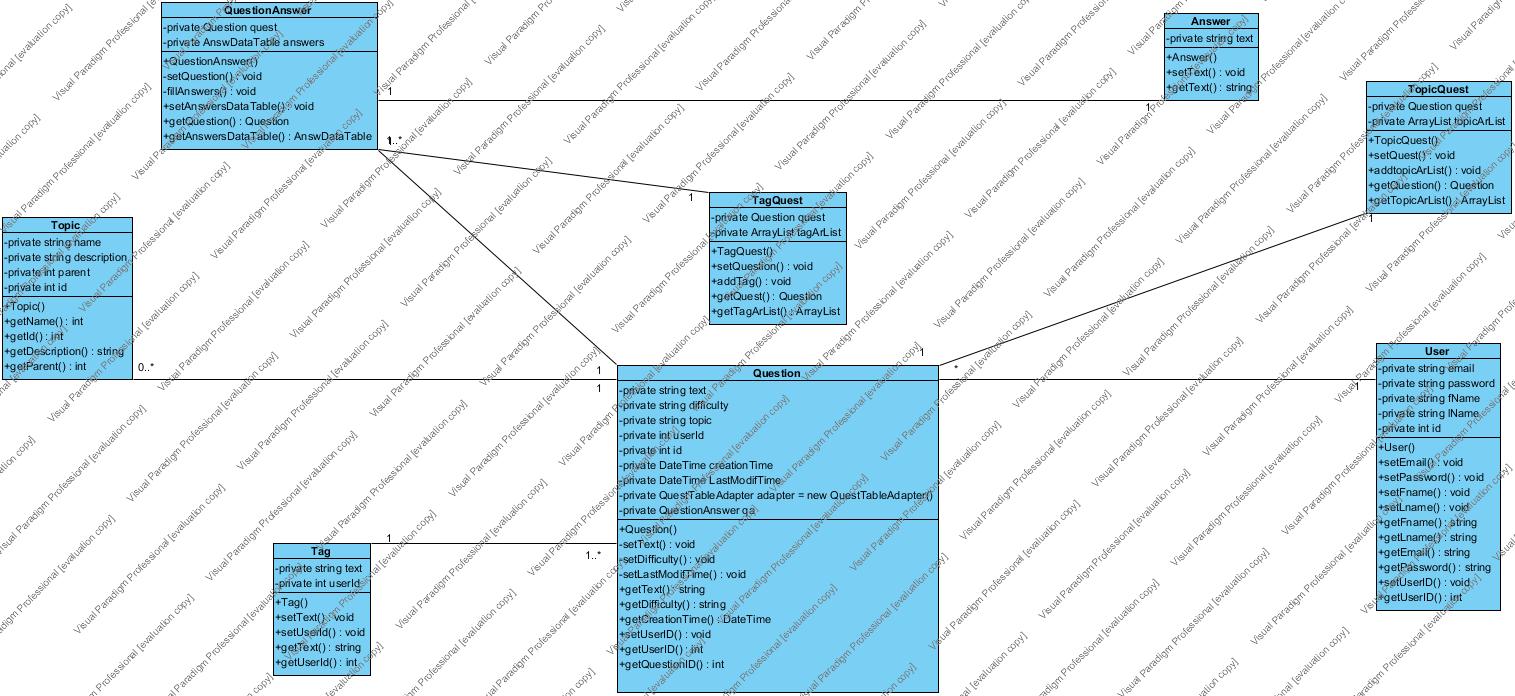 QuestionAnswer
-private Question quest
-private AnswDataTable answers
+QuestionAnswer()
-setQuestion() : void
-fillAnswers() : void
+setAnswersDataTable() : void
+getQuestion() : Question
+getAnswersDataTable() : AnswDataTable
1
1..*
Answer
-private string text
+Answer()
+setText() : void
+getText() : string
1
TopicQuest
-private Question quest
-private ArrayList topicArList
+TopicQuest()
+setQuest() : void
+addtopicArList() : void
+getQuestion() : Question
+getTopicArList() : ArrayList
1
TagQuest
-private Question quest
-private ArrayList tagArList
+TagQuest()
+setQuestion() : void
+addTag() : void
+getQuest() : Question
+getTagArList() : ArrayList
1
Topic
-private string name
-private string description
-private int parent
-private int id
+Topic()
+getName() : int
+getId() : int
+getDescription() : string
+getParent() : int
0..*
1
1
1
*
1
Question
-private string text
-private string difficulty
-private string topic
-private int userId
-private int id
-private DateTime creationTime
-private DateTime LastModifTime
-private QuestTableAdapter adapter = new QuestTableAdapter()
-private QuestionAnswer qa
+Question()
-setText() : void
-setDifficulty() : void
-setLastModifTime() : void
+getText() : string
+getDifficulty() : string
+getCreationTime() : DateTime
+setUserID() : void
+getUserID() : int
+getQuestionID() : int
User
-private string email
-private string password
-private string fName
-private string lName
-private int id
+User()
+setEmail() : void
+setPassword() : void
+setFname() : void
+setLname() : void
+getFname() : string
+getLname() : string
+getEmail() : string
+getPassword() : string
+setUserID() : void
+getUserID() : int
Tag
-private string text
-private int userId
+Tag()
+setText() : void
+setUserId() : void
+getText() : string
+getUserId() : int
1
1..*
Visual Paradigm Professional [evaluation copy]